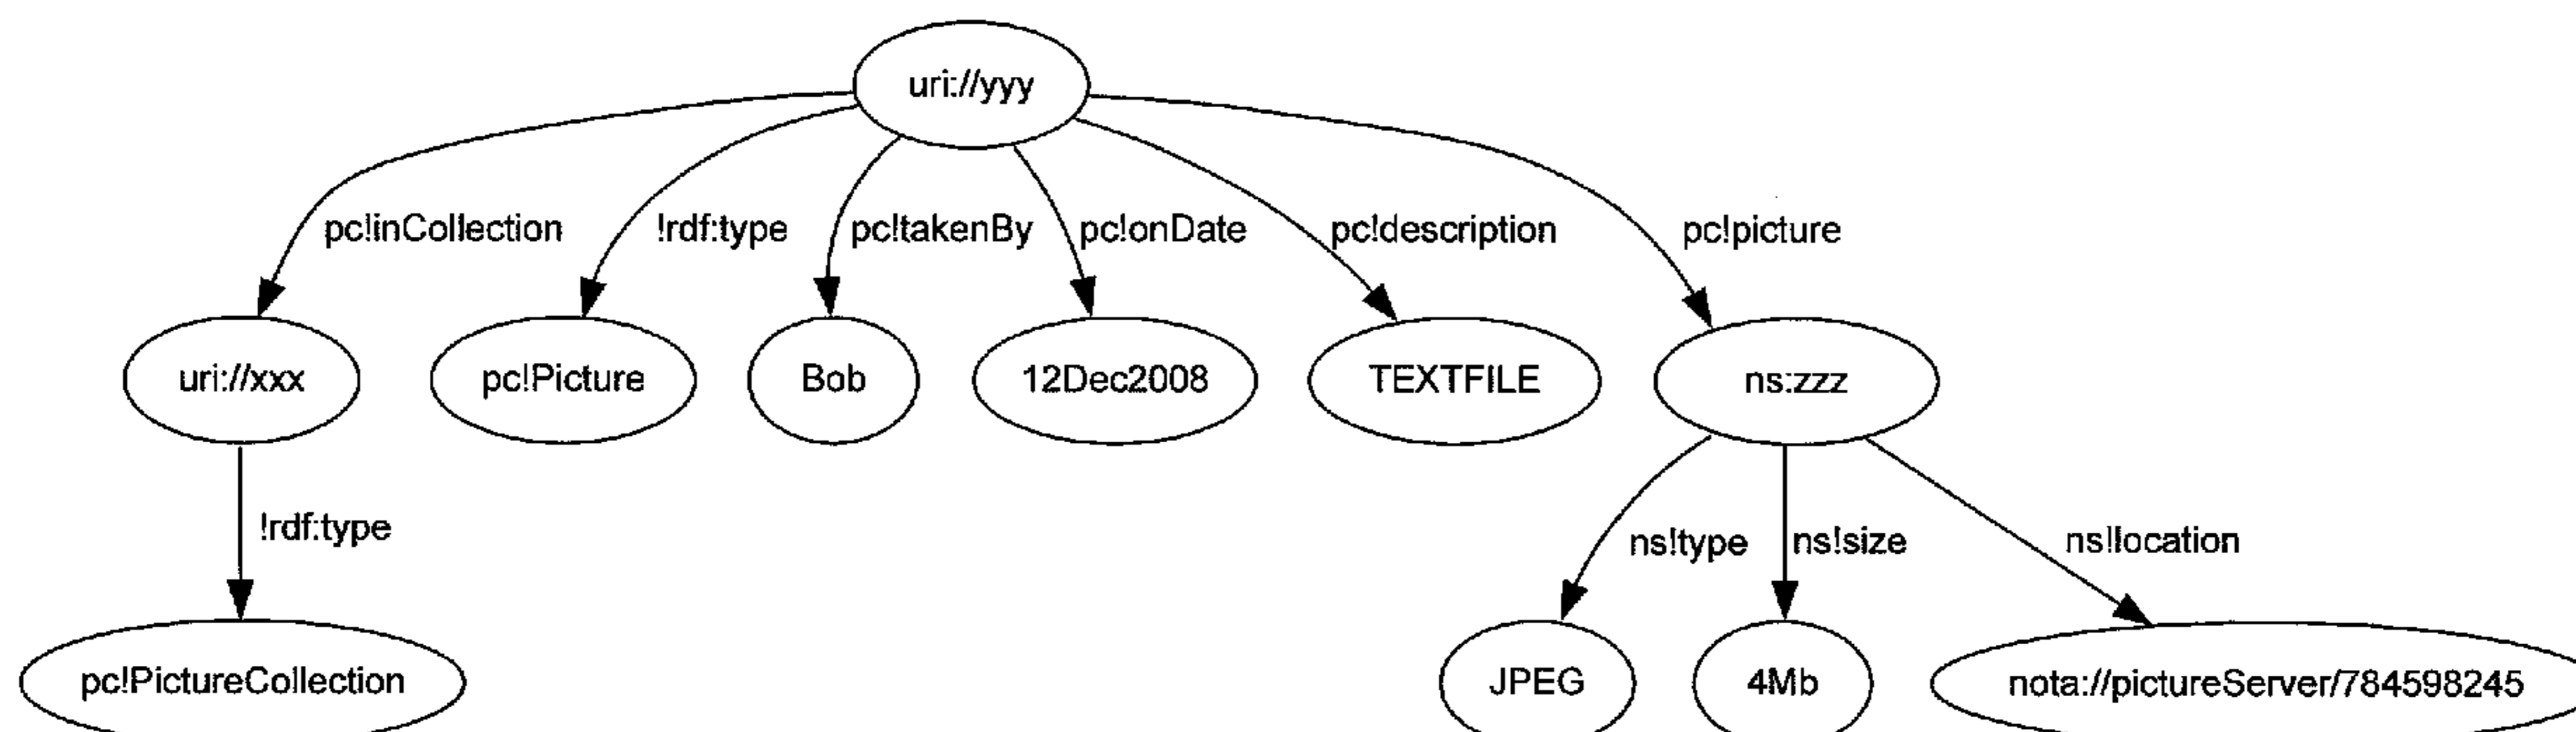 uri://yyy
pc!inCollection
!rdf:type
pc!takenBy
pc!onDate
pc!description
pc!picture
uri://xxx
pc!Picture
Bob
12Dec2008
TEXTFILE
ns:zzz
!rdf:type
ns!type
ns!size
ns!location
pc!PictureCollection
JPEG
4Mb
nota://pictureServer/784598245